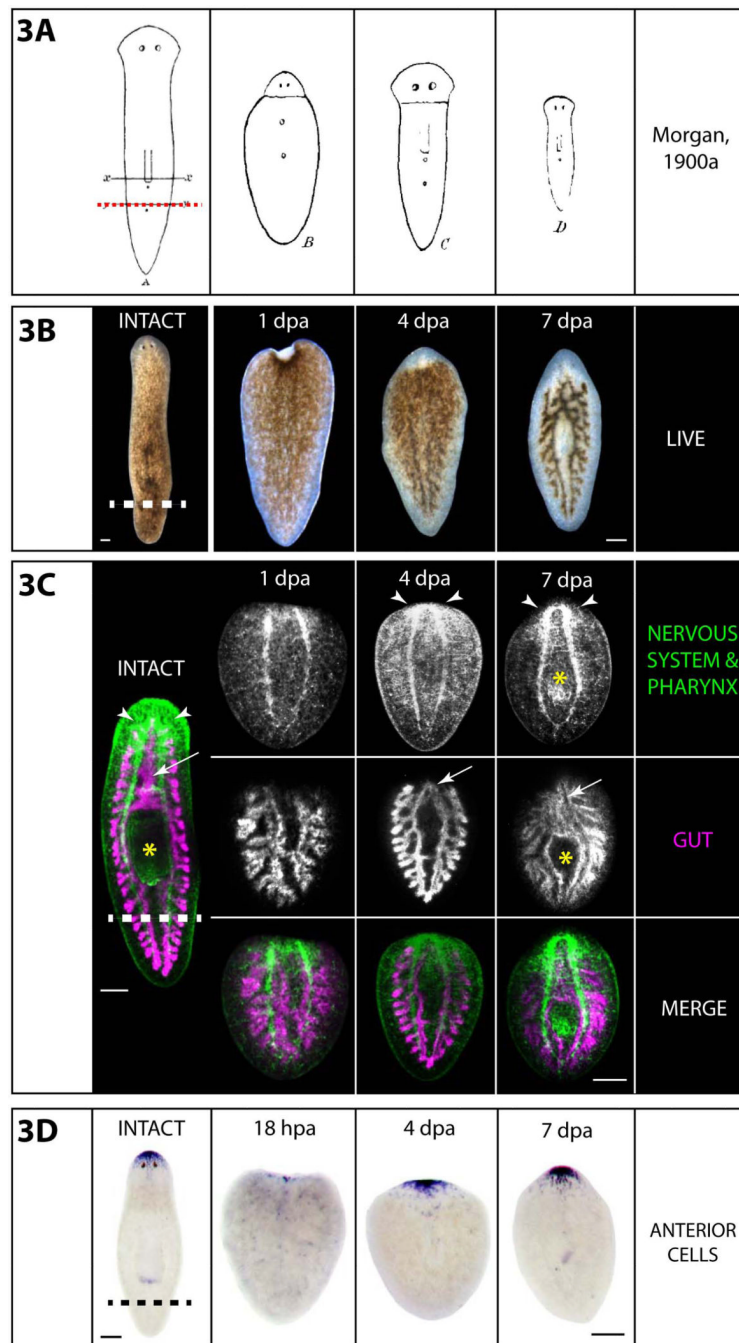 3A
x x
y
A
B
C
D
Morgan,
1900a
3B
INTACT
1 dpa
4 dpa
7 dpa
LIVE
3C
INTACT
1 dpa
4 dpa
7 dpa
NERVOUS
SYSTEM &
PHARYNX
*
*
GUT
*
MERGE
3D
INTACT
18 hpa
4 dpa
7 dpa
ANTERIOR
CELLS